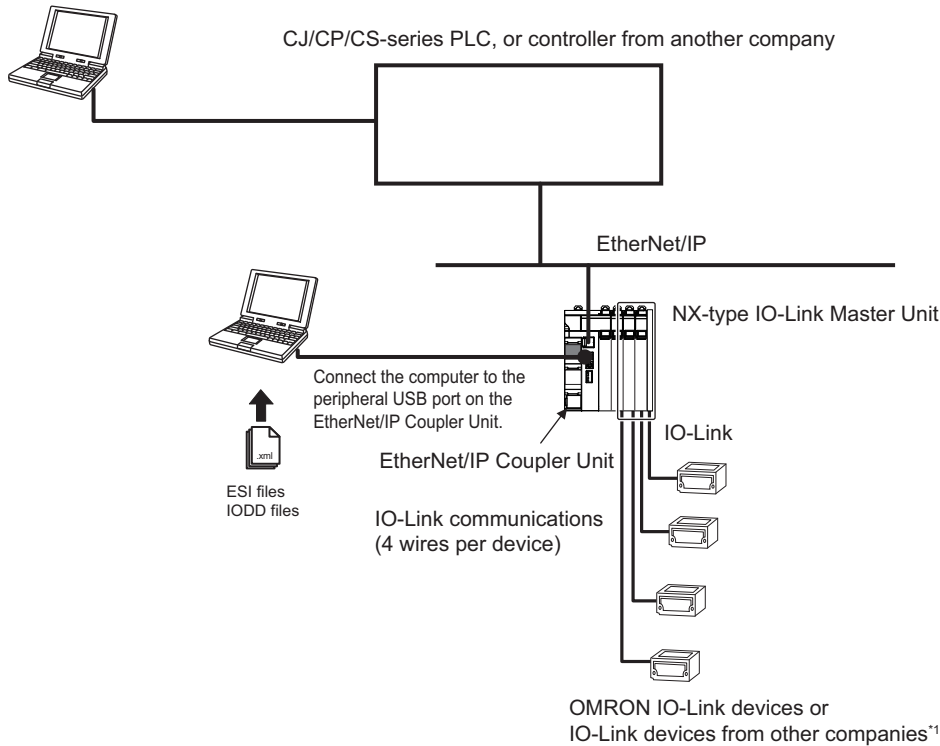 CJ/CP/CS-series PLC, or controller from another company
EtherNet/IP
NX-type IO-Link Master Unit
Connect the computer to the
peripheral USB port on the
EtherNet/IP Coupler Unit.
.xml
IO-Link
EtherNet/IP Coupler Unit
ESI files
IODD files
IO-Link communications
(4 wires per device)
OMRON IO-Link devices or
IO-Link devices from other companies*1